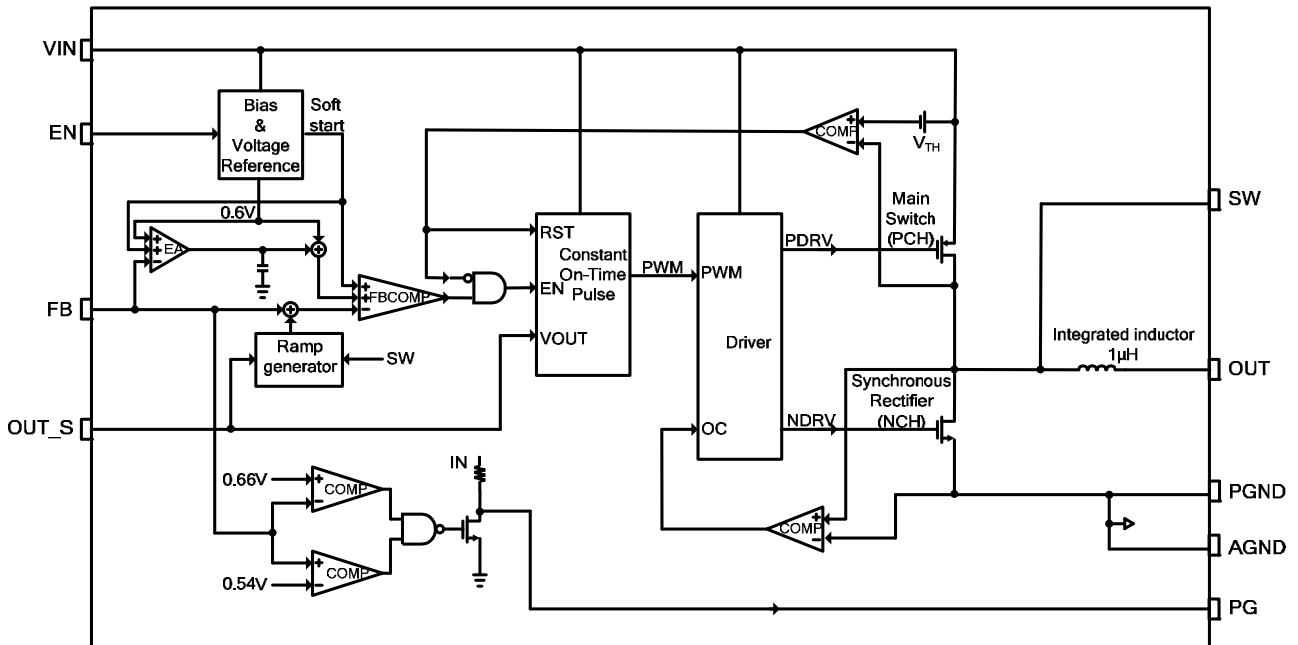 VIN
EN
FB
OUT_S
Bias
&
Voltage
Reference
Soft
start
0.6V
+
+
−
EA
+
+
+
+
−
FBCOMP
Ramp
generator
SW
RST
EN
VOUT
Constant
On-Time
Pulse
PWM
PWM
Driver
OC
PDRV
NDRV
+
−
COMP
VTH
Main
Switch
(PCH)
Synchronous
Rectifier
(NCH)
Integrated inductor
1µH
+
−
COMP
0.66V
+
−
COMP
0.54V
+
−
COMP
IN
SW
OUT
PGND
AGND
PG